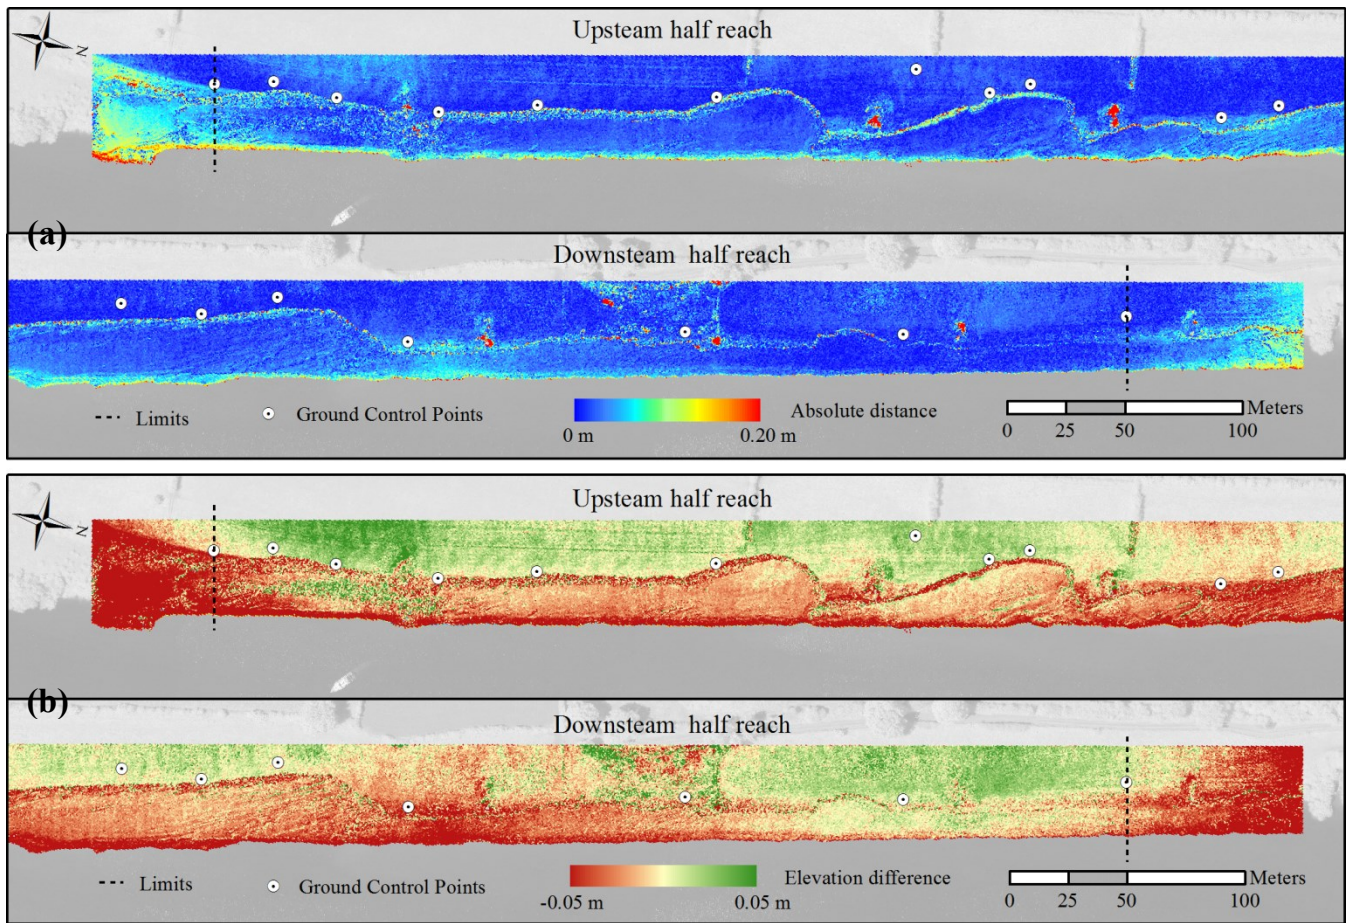 Upsteam half reach
N
(a)
Downsteam half reach
Limits
Ground Control Points
Absolute distance
Meters
0 m
0.20 m
0 25 50 100
Upsteam half reach
N
(b)
Downsteam half reach
Limits
Ground Control Points
Elevation difference
Meters
-0.05 m
0.05 m
0 25 50 100